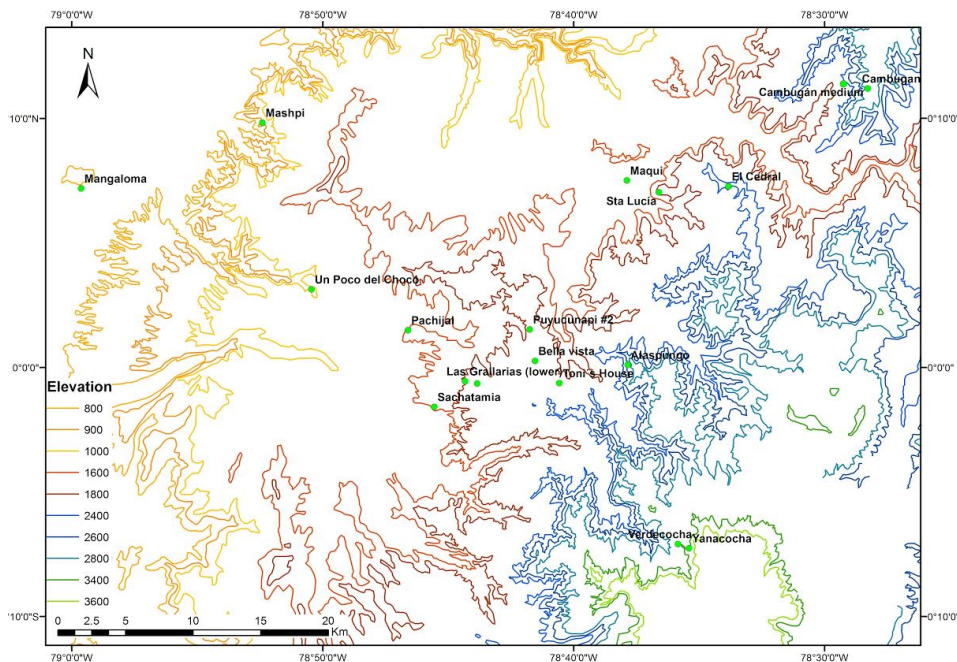 79°0'0"W 78°50'0"W 78°40'0"W 78°30'0"W
N
Cambugan
Cambugán medium
10'0"N 0°10'0"N
Mashpi
Maqui
El Cedral
Mangaloma
Sta Lucía
Un Poco del Chocó
Pachijal
Puyucunapi #2
Bella vista
Alaspungo
0°0'0" 0°0'0"
Las Grallarias (lower)
Toni's House
Elevation
Sachatamia
800
900
1000
1600
1800
2400
2600
2800
3400
3600
Verdecocha
Yanacocha
10'0"S 0°10'0"S
0 2.5 5 10 15 20
Km
79°0'0"W 78°50'0"W 78°40'0"W 78°30'0"W